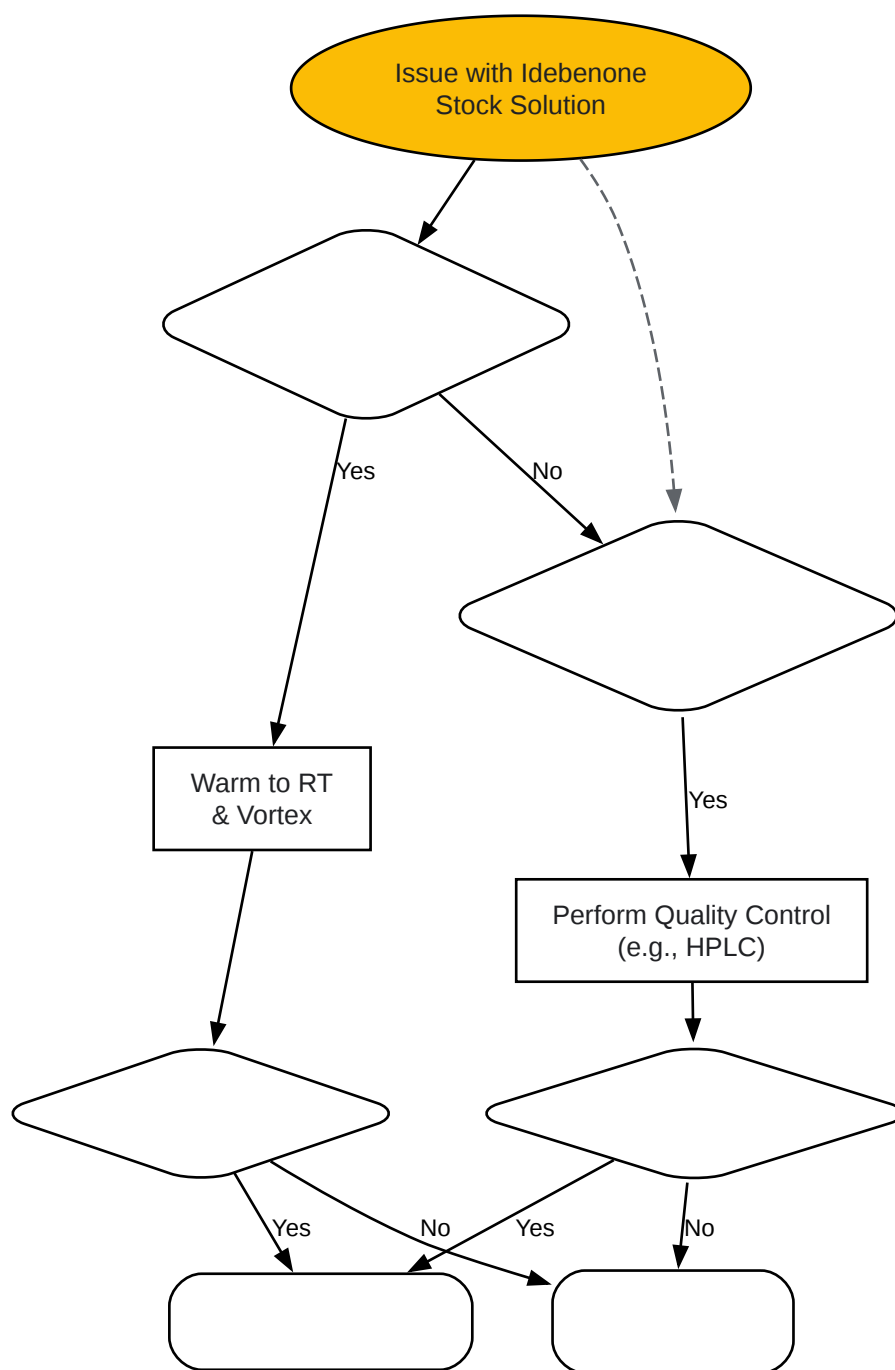 Issue with Idebenone
Stock Solution
Yes
No
Warm to RT
& Vortex
Yes
Perform Quality Control
(e.g., HPLC)
Yes
No
Yes
No